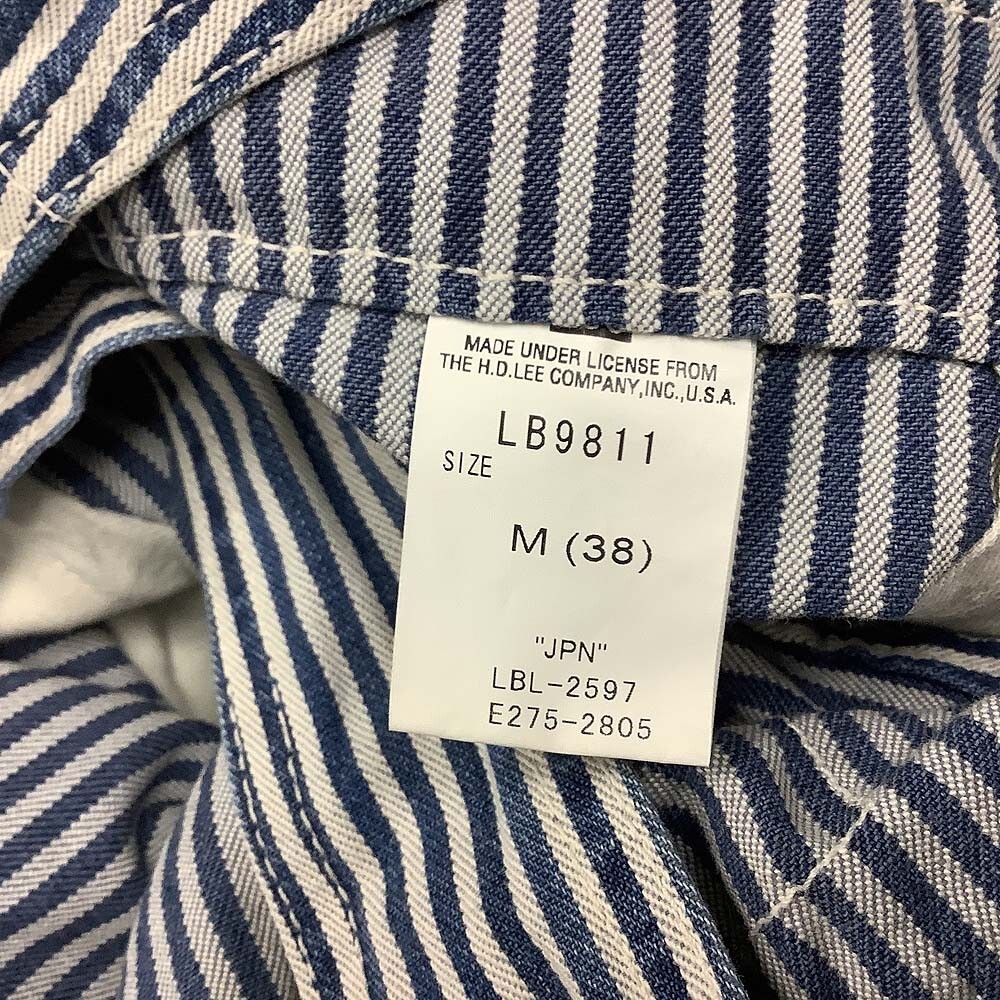 MADE UNDER LICENSE FROM
THE H.D.LEE COMPANY,INC.,U.S.A.
LB9811
SIZE
M (38)
"JPN"
LBL-2597
E275-2805